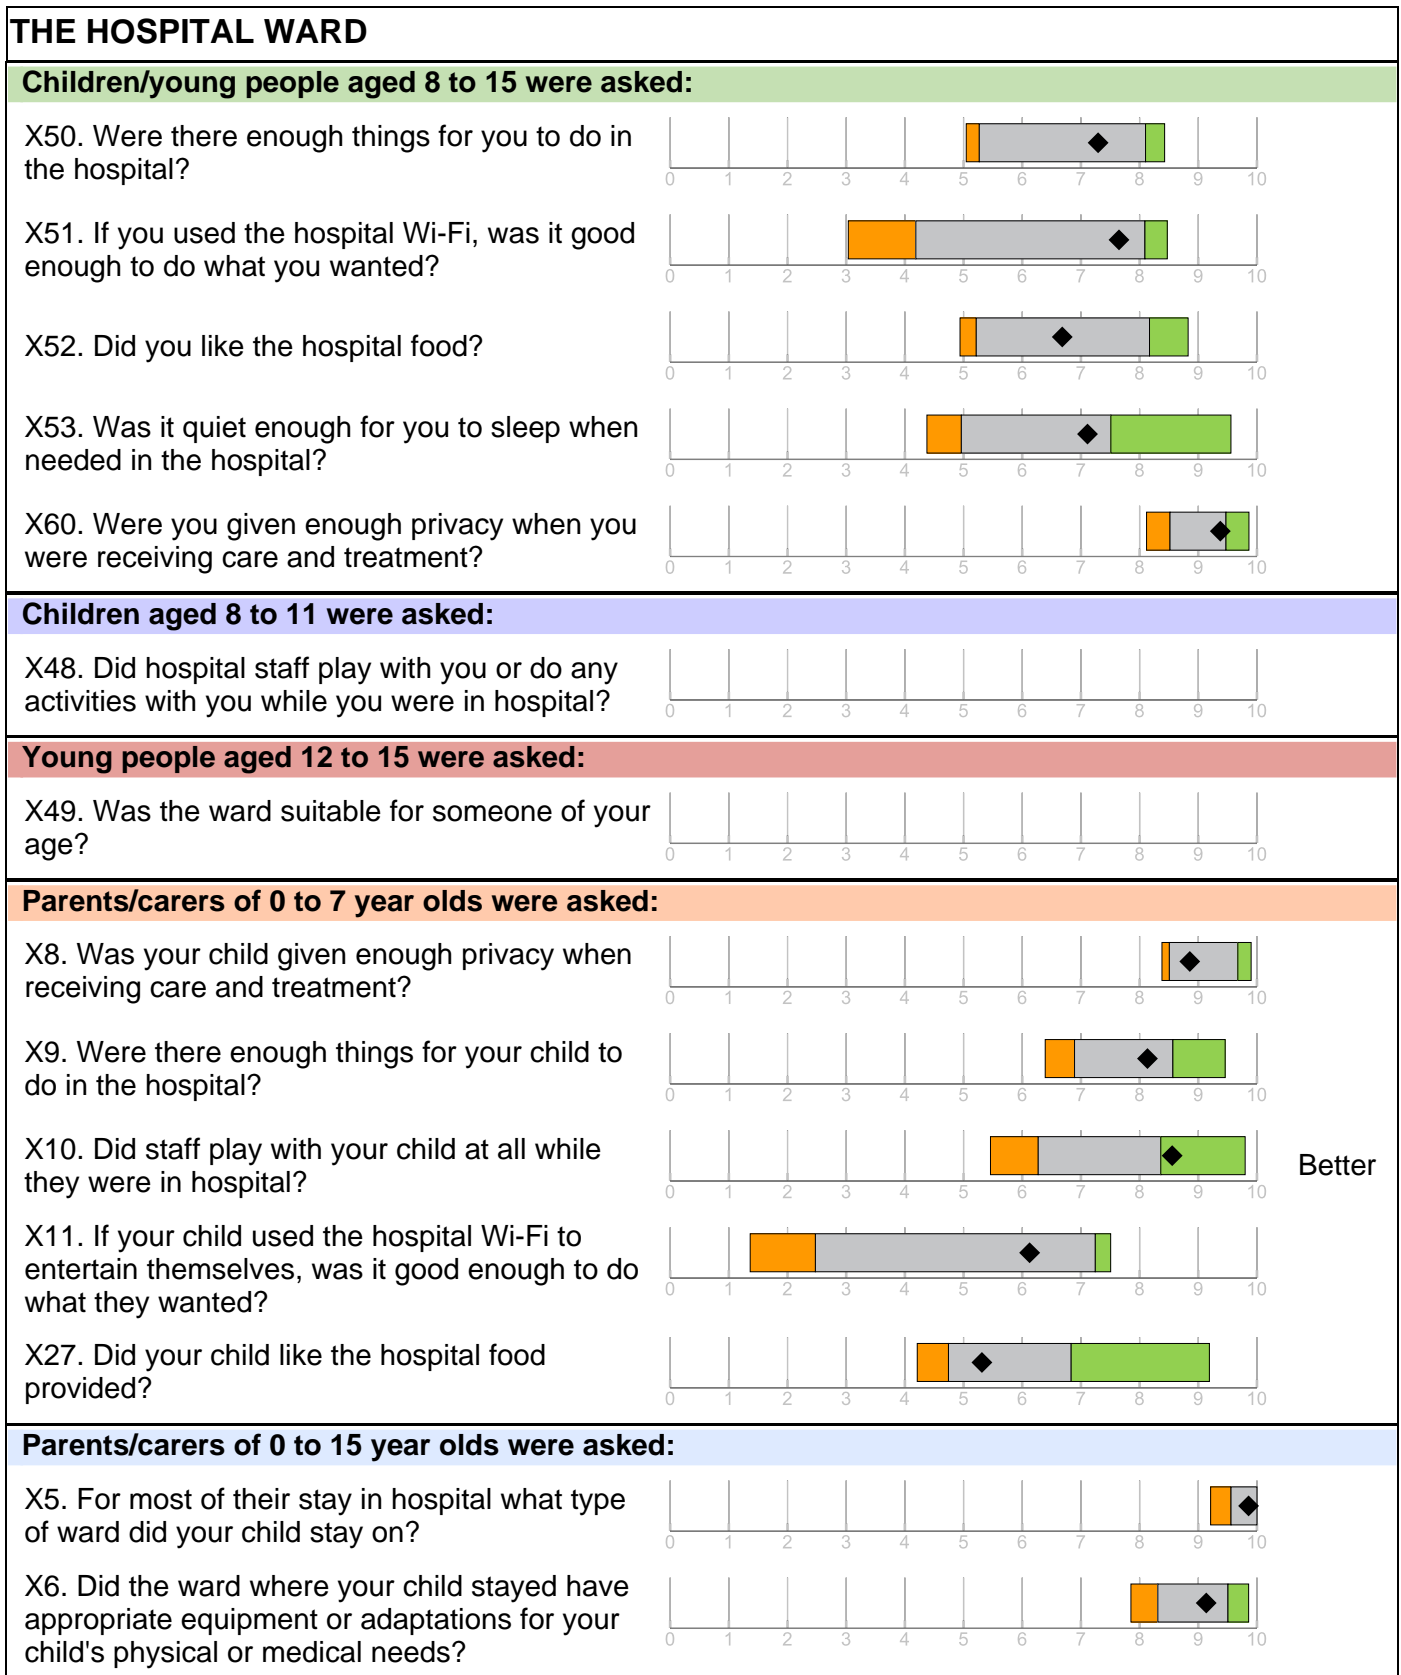 THE HOSPITAL WARD
Children/young people aged 8 to 15 were asked:
X50. Were there enough things for you to do in
the hospital?
0 1 2 3 4 5 6 7 8 9 10
X51. If you used the hospital Wi-Fi, was it good
enough to do what you wanted?
0 1 2 3 4 5 6 7 8 9 10
X52. Did you like the hospital food?
0 1 2 3 4 5 6 7 8 9 10
X53. Was it quiet enough for you to sleep when
needed in the hospital?
0 1 2 3 4 5 6 7 8 9 10
X60. Were you given enough privacy when you
were receiving care and treatment?
0 1 2 3 4 5 6 7 8 9 10
Children aged 8 to 11 were asked:
X48. Did hospital staff play with you or do any
activities with you while you were in hospital?
0 1 2 3 4 5 6 7 8 9 10
Young people aged 12 to 15 were asked:
X49. Was the ward suitable for someone of your
age?
0 1 2 3 4 5 6 7 8 9 10
Parents/carers of 0 to 7 year olds were asked:
X8. Was your child given enough privacy when
receiving care and treatment?
0 1 2 3 4 5 6 7 8 9 10
X9. Were there enough things for your child to
do in the hospital?
0 1 2 3 4 5 6 7 8 9 10
X10. Did staff play with your child at all while
they were in hospital?
0 1 2 3 4 5 6 7 8 9 10
Better
X11. If your child used the hospital Wi-Fi to
entertain themselves, was it good enough to do
what they wanted?
0 1 2 3 4 5 6 7 8 9 10
X27. Did your child like the hospital food
provided?
0 1 2 3 4 5 6 7 8 9 10
Parents/carers of 0 to 15 year olds were asked:
X5. For most of their stay in hospital what type
of ward did your child stay on?
0 1 2 3 4 5 6 7 8 9 10
X6. Did the ward where your child stayed have
appropriate equipment or adaptations for your
child's physical or medical needs?
0 1 2 3 4 5 6 7 8 9 10